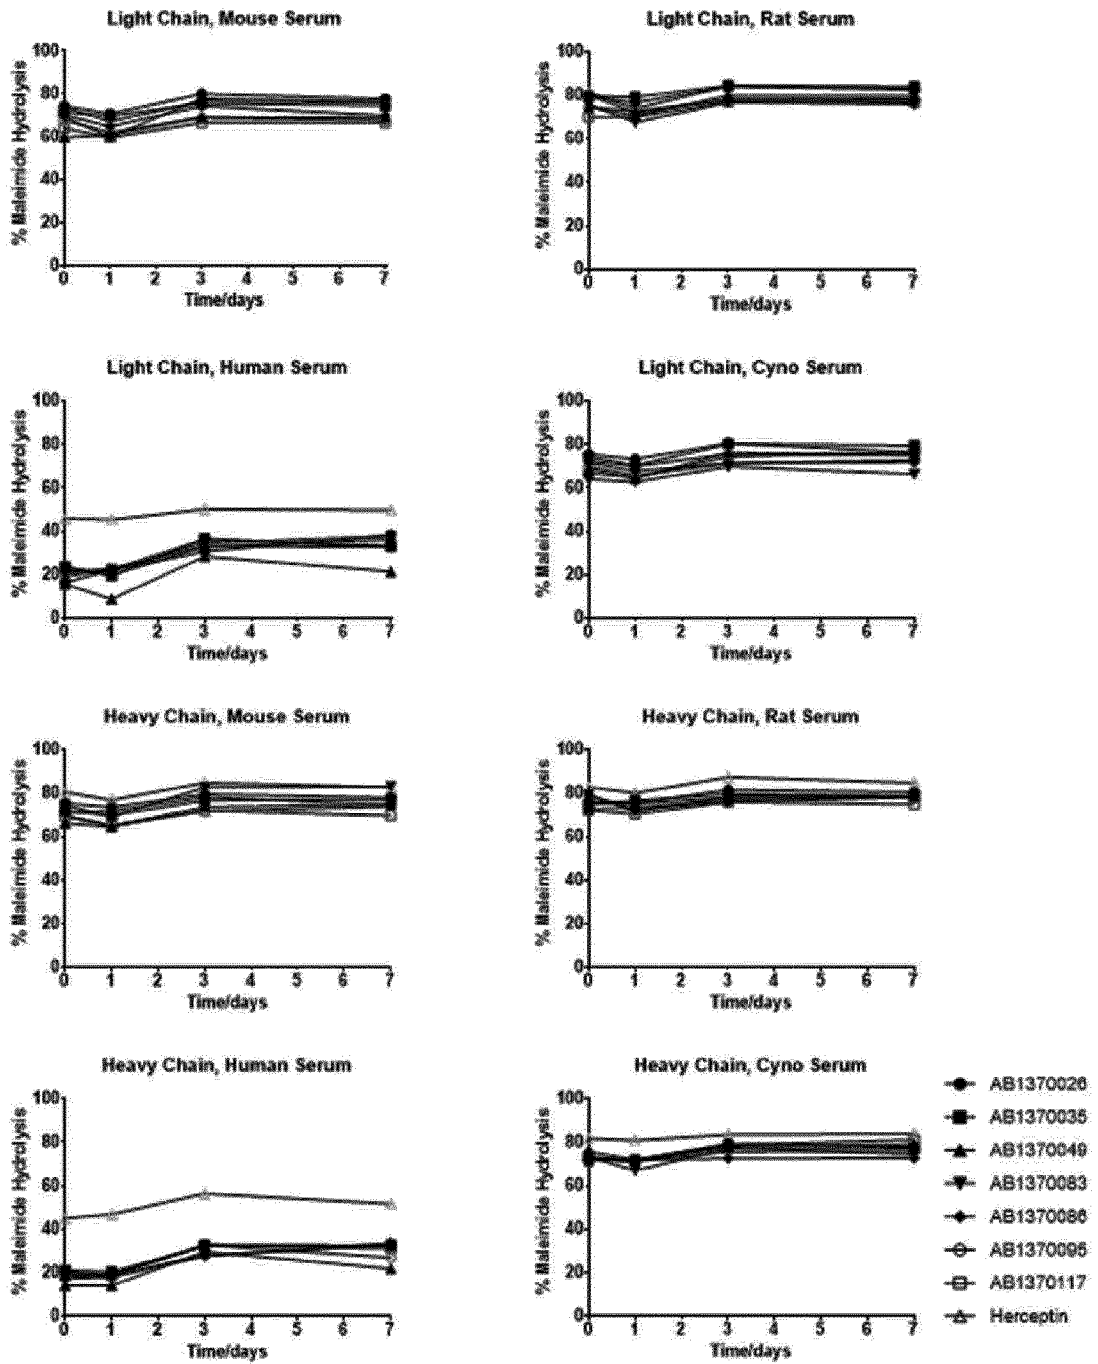 Light Chain, Mouse Serum
% Maleimide Hydrolysis
100
80
60
40
20
0
0 1 2 3 4 5 6 7
Time/days
Light Chain, Rat Serum
% Maleimide Hydrolysis
100
80
60
40
20
0
0 1 2 3 4 5 6 7
Time/days
Light Chain, Human Serum
% Maleimide Hydrolysis
100
80
60
40
20
0
0 1 2 3 4 5 6 7
Time/days
Light Chain, Cyno Serum
% Maleimide Hydrolysis
100
80
60
40
20
0
0 1 2 3 4 5 6 7
Time/days
Heavy Chain, Mouse Serum
% Maleimide Hydrolysis
100
80
60
40
20
0
0 1 2 3 4 5 6 7
Time/days
Heavy Chain, Rat Serum
% Maleimide Hydrolysis
100
80
60
40
20
0
0 1 2 3 4 5 6 7
Time/days
Heavy Chain, Human Serum
% Maleimide Hydrolysis
100
80
60
40
20
0
0 1 2 3 4 5 6 7
Time/days
Heavy Chain, Cyno Serum
% Maleimide Hydrolysis
100
80
60
40
20
0
0 1 2 3 4 5 6 7
Time/days
AB1370026
AB1370035
AB1370049
AB1370083
AB1370086
AB1370095
AB1370117
Herceptin